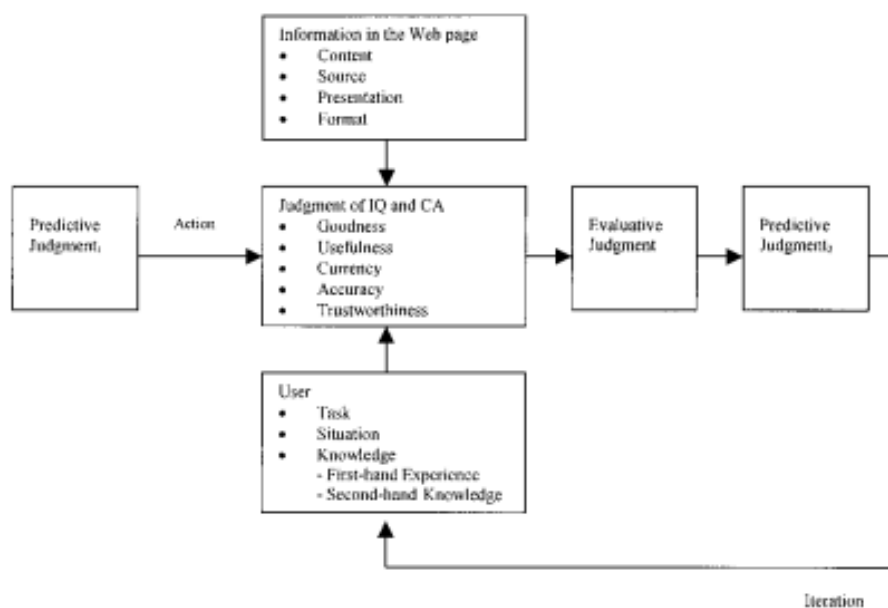 Information in the Web page
• Content
• Source
• Presentation
• Format
Predictive
Judgment₁
Action
Judgment of IQ and CA
• Goodness
• Usefulness
• Currency
• Accuracy
• Trustworthiness
Evaluative
Judgment
Predictive
Judgment₂
User
• Task
• Situation
• Knowledge
- First-hand Experience
- Second-hand Knowledge
Iteration